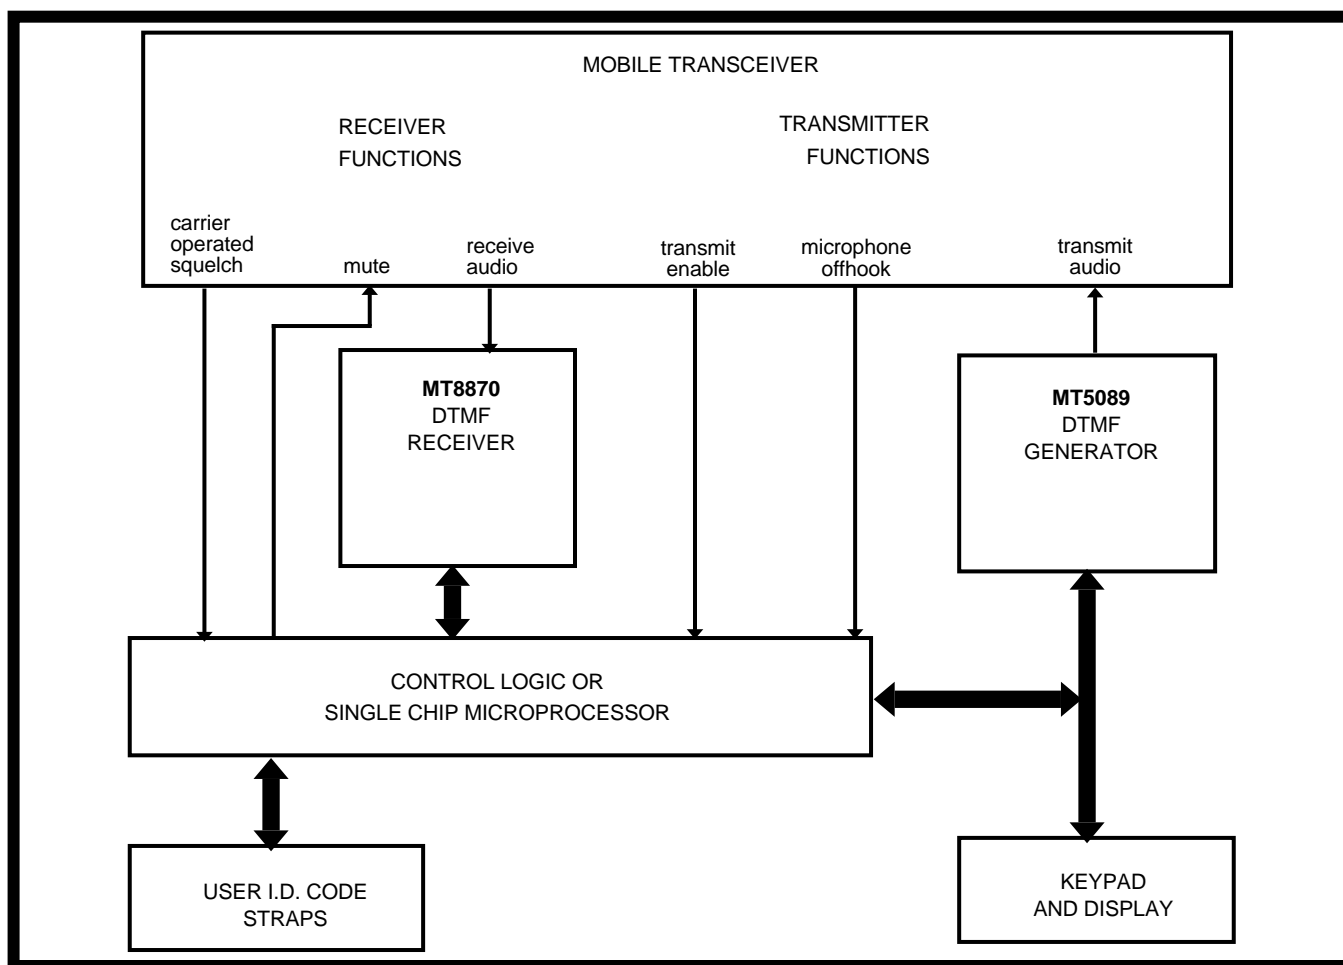 MOBILE TRANSCEIVER
RECEIVER
FUNCTIONS
TRANSMITTER
FUNCTIONS
carrier
operated
squelch
mute
receive
audio
transmit
enable
microphone
offhook
transmit
audio
MT8870
DTMF
RECEIVER
MT5089
DTMF
GENERATOR
CONTROL LOGIC OR
SINGLE CHIP MICROPROCESSOR
USER I.D. CODE
STRAPS
KEYPAD
AND DISPLAY